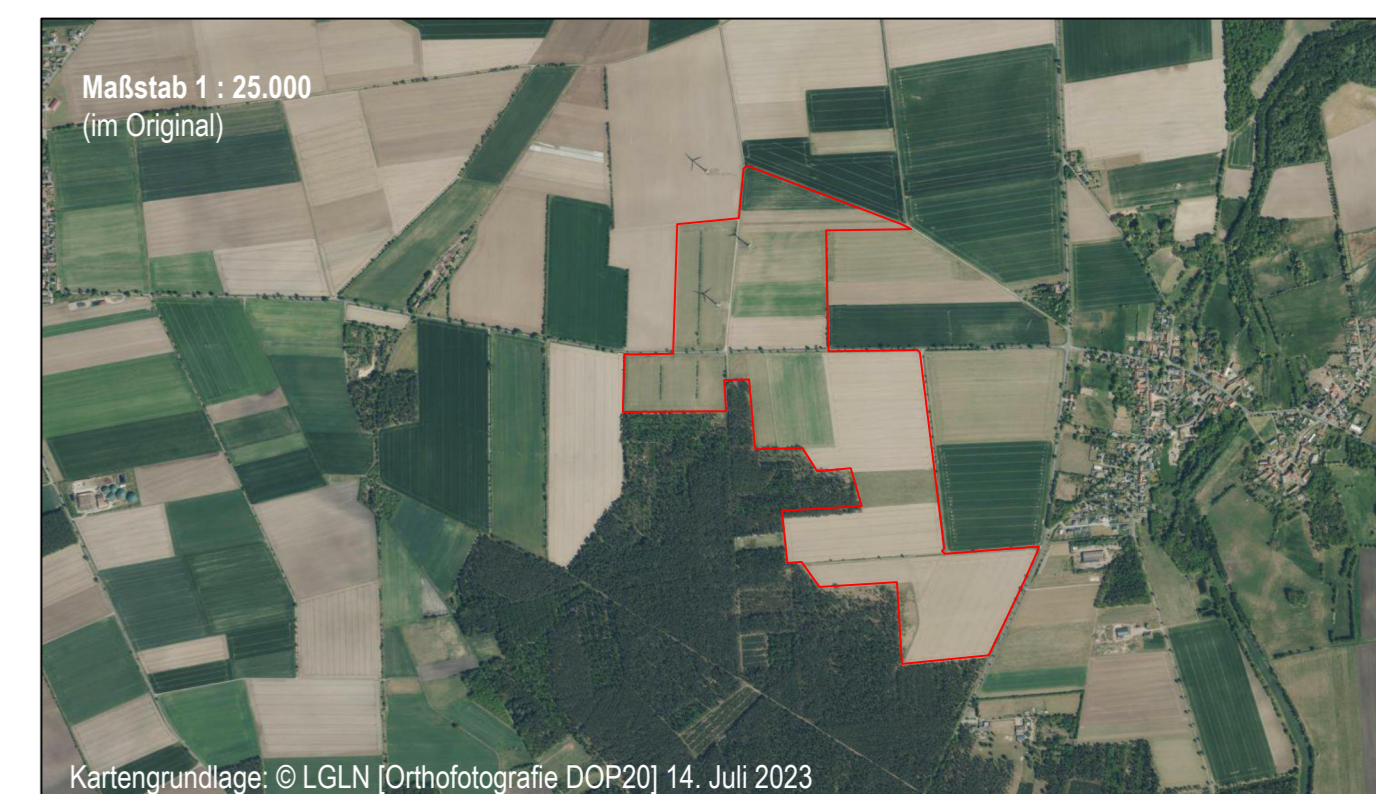 Maßstab 1 : 25.000
(im Original)
Kartengrundlage: © LGLN [Orthofotografie DOP20] 14. Juli 2023